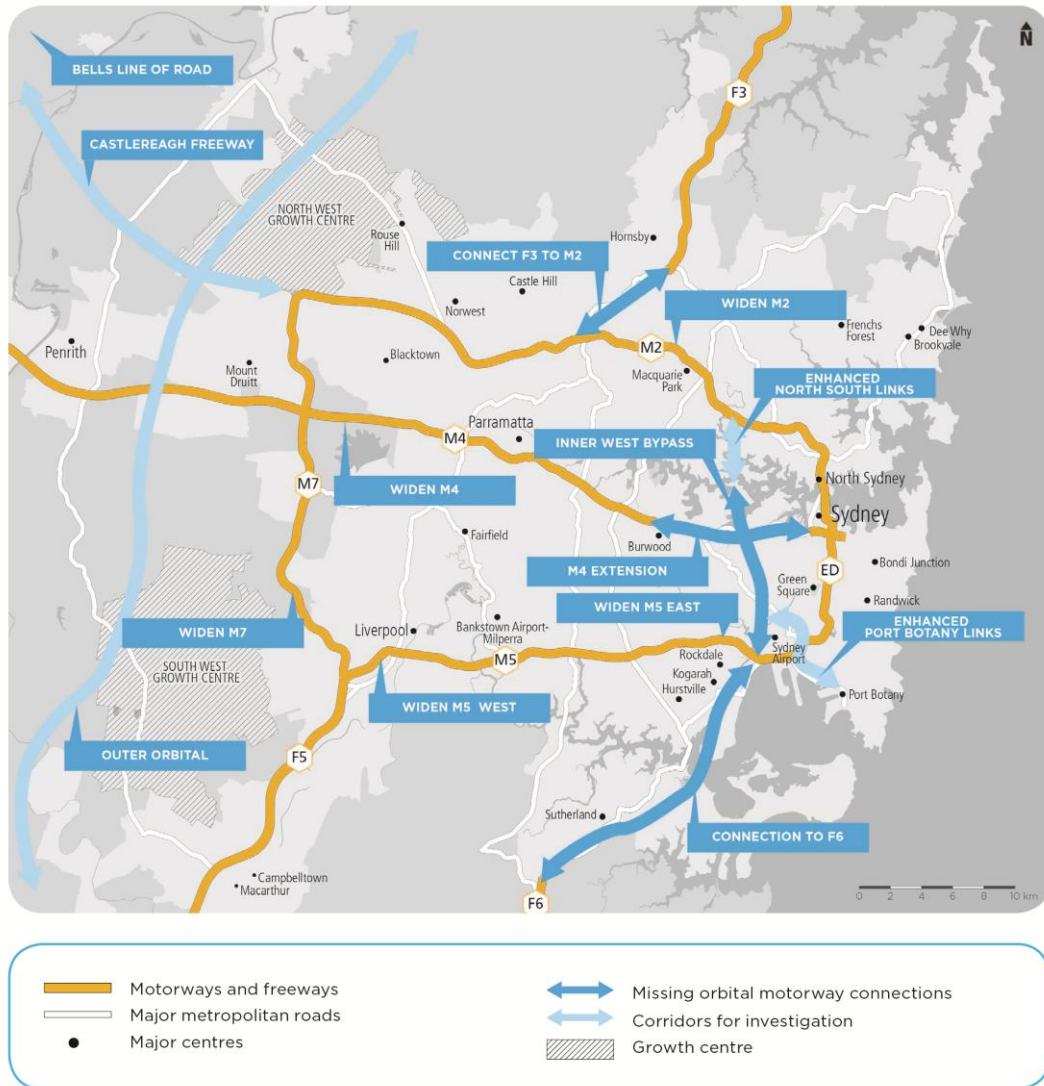 N
BELLS LINE OF ROAD
F3
CASTLEREAGH FREEWAY
NORTH WEST
GROWTH CENTRE
Rouse
Hill
Hornsby
CONNECT F3 TO M2
Castle Hill
Norwest
WIDEN M2
Frenchs
Forest
Dee Why
Brookvale
Penrith
Mount
Druitt
Blacktown
M2
Macquarie
Park
ENHANCED
NORTH SOUTH LINKS
Parramatta
M4
INNER WEST BYPASS
M7
WIDEN M4
North Sydney
Sydney
Fairfield
Burwood
M4 EXTENSION
ED
Bondi Junction
Green
Square
Randwick
WIDEN M5 EAST
ENHANCED
PORT BOTANY LINKS
WIDEN M7
Liverpool
Bankstown Airport-
Milperra
M5
Sydney
Airport
SOUTH WEST
GROWTH CENTRE
Rockdale
Kogarah
Hurstville
Port Botany
WIDEN M5 WEST
OUTER ORBITAL
F5
Sutherland
CONNECTION TO F6
Campbelltown
Macarthur
F6
0 2 4 6 8 10 km
Motorways and freeways
Major metropolitan roads
Major centres
Missing orbital motorway connections
Corridors for investigation
Growth centre